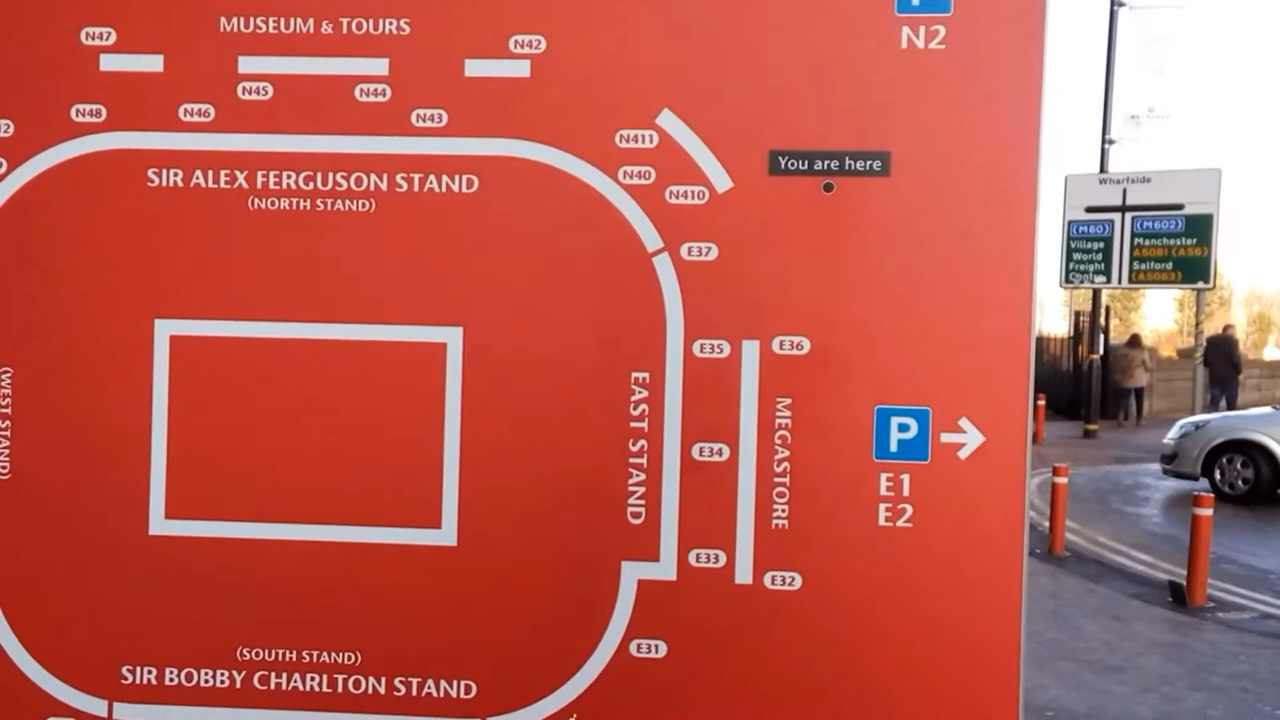 MUSEUM & TOURS
N47
N42
N45
N44
N48
N46
N43
N411
N40
N410
SIR ALEX FERGUSON STAND
(NORTH STAND)
E37
You are here
P
N2
E35
E36
EAST STAND
MEGASTORE
E34
E33
E32
E31
(WEST STAND)
P
E1
E2
(SOUTH STAND)
SIR BOBBY CHARLTON STAND
Wharfside
(M60)
Village
World
Freight
Centre
(M602)
Manchester
A5081 (A56)
Salford
(A5063)